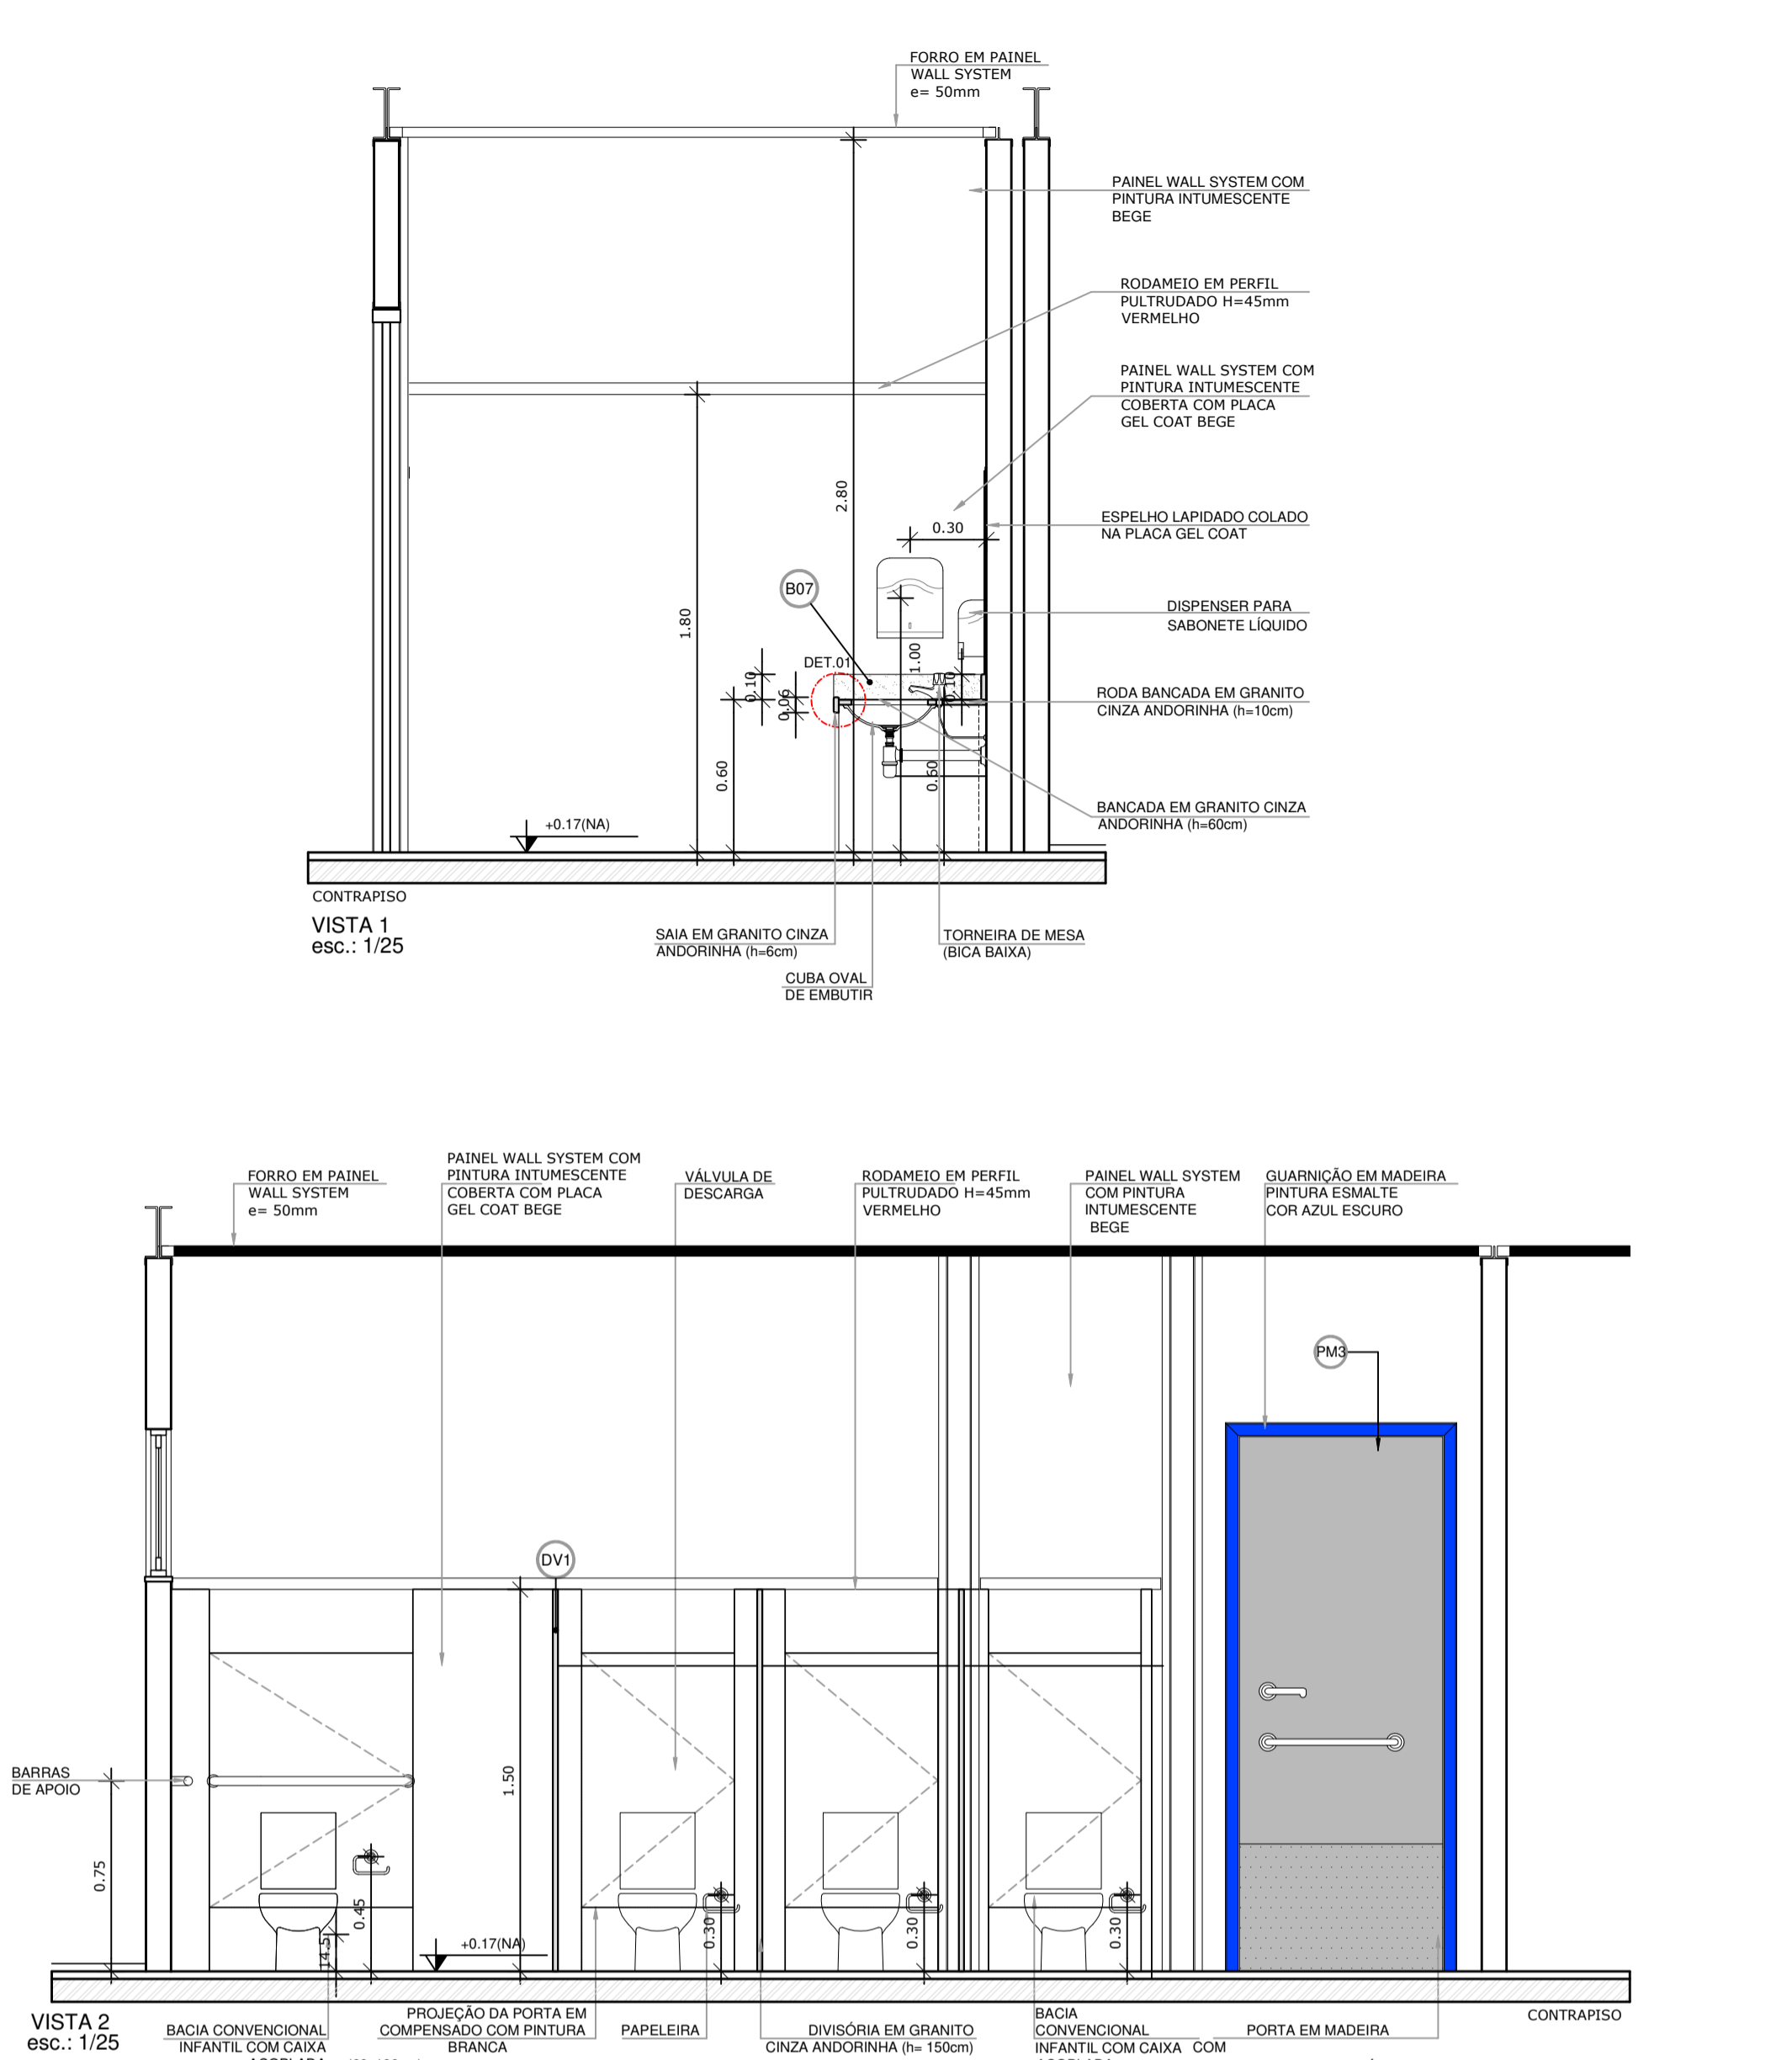 FORRO EM PAINEL
WALL SYSTEM
e= 50mm
PAINEL WALL SYSTEM COM
PINTURA INTUMESCENTE
BEGE
RODAMEIO EM PERFIL
PULTRUDADO H=45mm
VERMELHO
PAINEL WALL SYSTEM COM
PINTURA INTUMESCENTE
COBERTA COM PLACA
GEL COAT BEGE
2.80
0.30
ESPELHO LAPIDADO COLADO
NA PLACA GEL COAT
B07
1.80
DISPENSER PARA
SABONETE LÍQUIDO
DET.01
1.00
0.10
0.06
0.10
RODA BANCADA EM GRANITO
CINZA ANDORINHA (h=10cm)
0.60
0.60
BANCADA EM GRANITO CINZA
ANDORINHA (h=60cm)
+0.17(NA)
CONTRAPISO
VISTA 1
esc.: 1/25
SAIA EM GRANITO CINZA
ANDORINHA (h=6cm)
TORNEIRA DE MESA
(BICA BAIXA)
CUBA OVAL
DE EMBUTIR
FORRO EM PAINEL
WALL SYSTEM
e= 50mm
PAINEL WALL SYSTEM COM
PINTURA INTUMESCENTE
COBERTA COM PLACA
GEL COAT BEGE
VÁLVULA DE
DESCARGA
RODAMEIO EM PERFIL
PULTRUDADO H=45mm
VERMELHO
PAINEL WALL SYSTEM
COM PINTURA
INTUMESCENTE
BEGE
GUARNIÇÃO EM MADEIRA
PINTURA ESMALTE
COR AZUL ESCURO
PM3
DV1
BARRAS
DE APOIO
1.50
0.75
0.45
14.5
0.30
0.30
0.30
+0.17(NA)
VISTA 2
esc.: 1/25
BACIA CONVENCIONAL
INFANTIL COM CAIXA
PROJEÇÃO DA PORTA EM
COMPENSADO COM PINTURA
BRANCA
PAPELEIRA
DIVISÓRIA EM GRANITO
CINZA ANDORINHA (h= 150cm)
BACIA
CONVENCIONAL
INFANTIL COM CAIXA COM
PORTA EM MADEIRA
CONTRAPISO